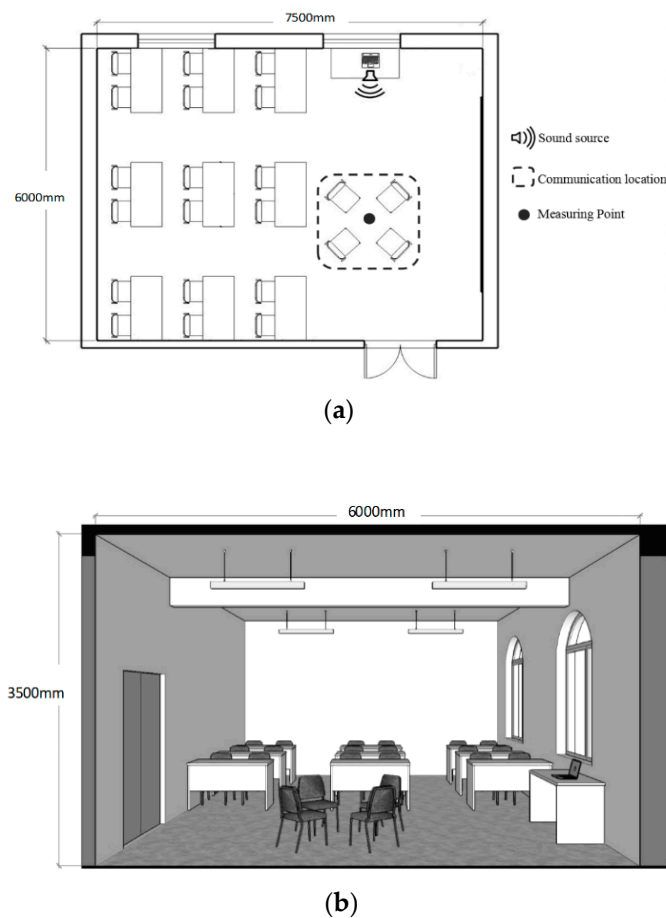 7500mm
6000mm
Sound source
Communication location
Measuring Point
(a)
6000mm
3500mm
(b)